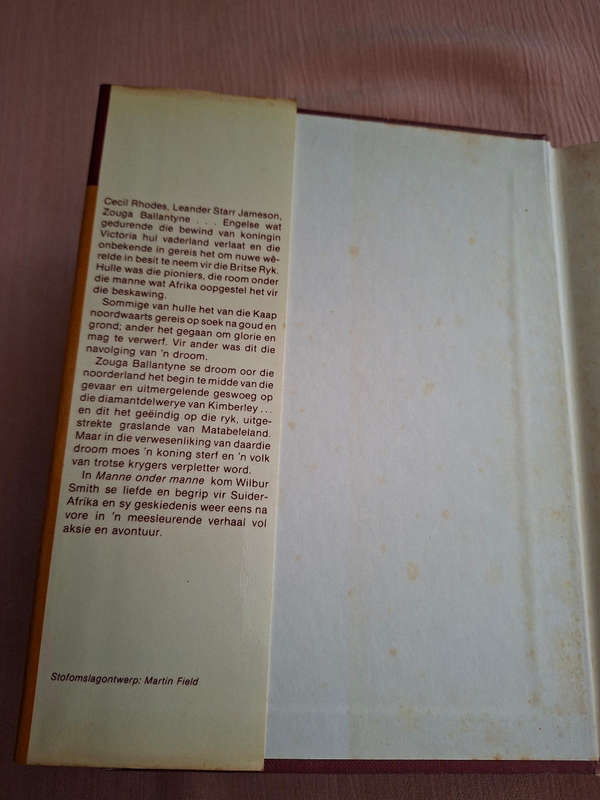 Cecil Rhodes, Leander Starr Jameson,
Zouga Ballantyne . . . Engelse wat
gedurende die bewind van koningin
Victoria hul vaderland verlaat en die
onbekende in gereis het om nuwe wê-
relde in besit te neem vir die Britse Ryk.
Hulle was die pioniers, die room onder
die manne wat Afrika oopgestel het vir
die beskawing.
Sommige van hulle het van die Kaap
noordwaarts gereis op soek na goud en
grond; ander het gegaan om glorie en
mag te verwerf. Vir ander was dit die
navolging van 'n droom.
Zouga Ballantyne se droom oor die
noorderland het begin te midde van die
gevaar en uitmergelende geswoeg op
die diamantdelwerye van Kimberley ...
en dit het geëindig op die ryk, uitge-
strekte graslande van Matabeleland.
Maar in die verwesenliking van daardie
droom moes 'n koning sterf en 'n volk
van trotse krygers verpletter word.
In Manne onder manne kom Wilbur
Smith se liefde en begrip vir Suider-
Afrika en sy geskiedenis weer eens na
vore in 'n meesleurende verhaal vol
aksie en avontuur.
Stofomslagontwerp: Martin Field